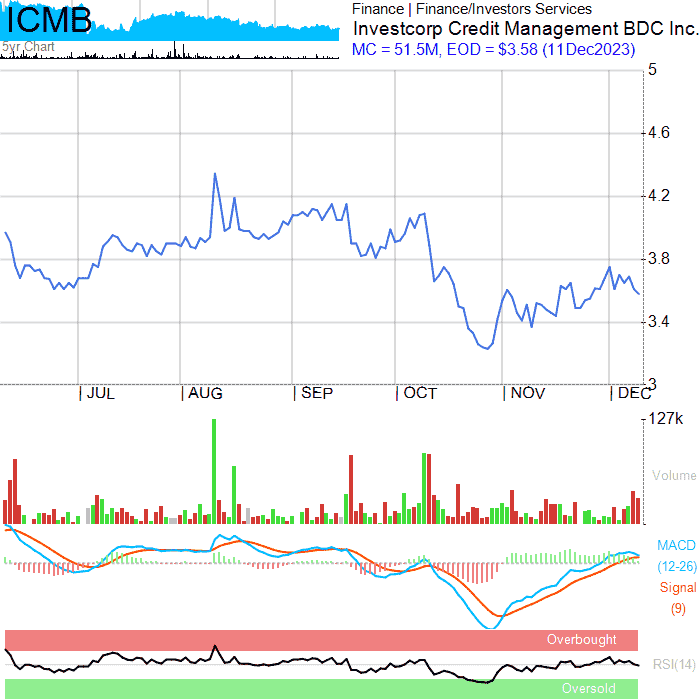 ICMB
5yr Chart
Finance | Finance/Investors Services
Investcorp Credit Management BDC Inc.
MC = 51.5M, EOD = $3.58 (11Dec2023)
5
4.6
4.2
3.8
3.4
3
JUL AUG SEP OCT NOV DEC
127k
Volume
MACD
(12-26)
Signal
(9)
Overbought
RSI(14)
Oversold